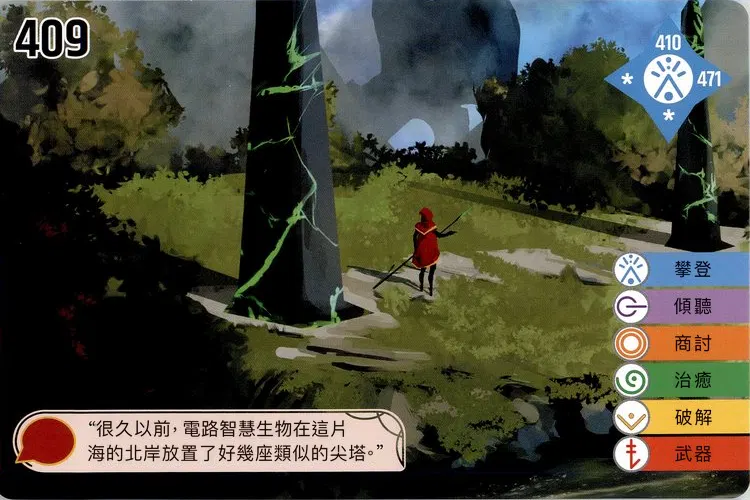 409
410
* 471
*
攀登
傾聽
商討
治癒
破解
武器
“很久以前，電路智慧生物在這片
海的北岸放置了好幾座類似的尖塔。”